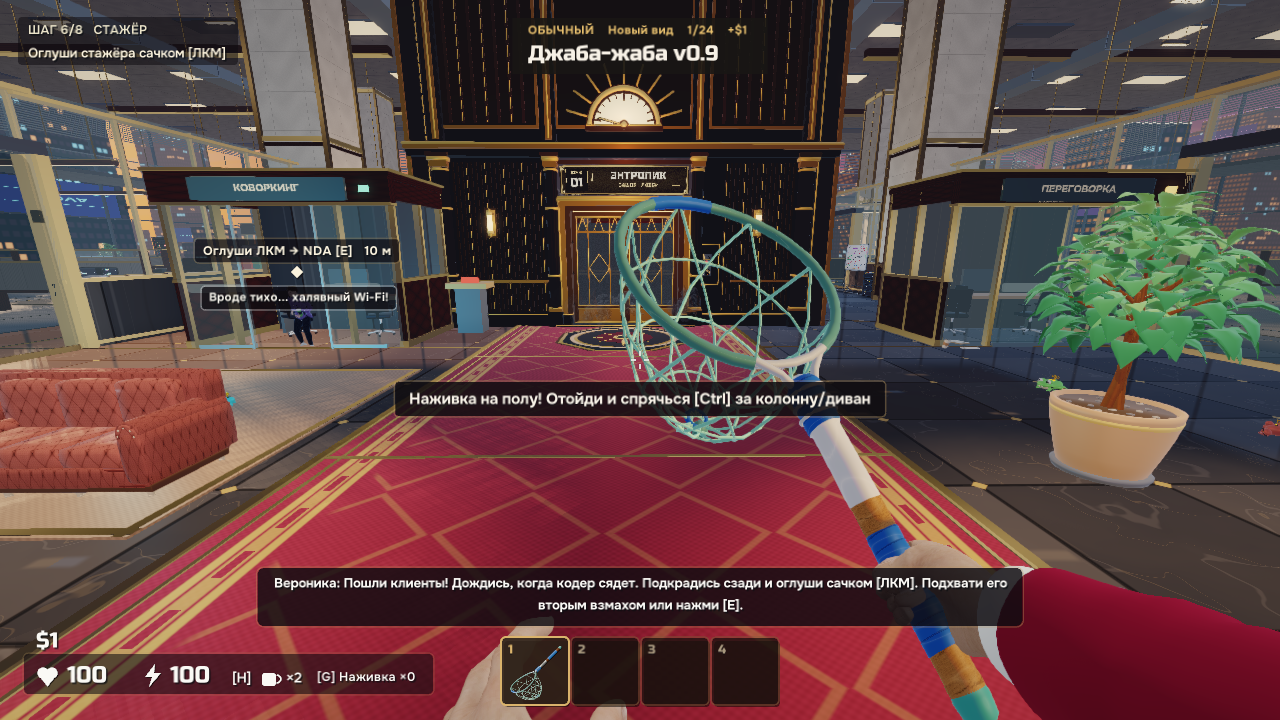 ШАГ 6/8 СТАЖЁР
Оглуши стажёра сачком [ЛКМ]
ОБЫЧНЫЙ Новый вид 1/24 +$1
Джаба-жаба v0.9
01
ЭНТРОПИК
КОВОРКИНГ
ПЕРЕГОВОРКА
Оглуши ЛКМ → NDA [E] 10 м
Вроде тихо... халявный Wi-Fi!
Наживка на полу! Отойди и спрячься [Ctrl] за колонну/диван
Вероника: Пошли клиенты! Дождись, когда кодер сядет. Подкрадись сзади и оглуши сачком [ЛКМ]. Подхвати его
вторым взмахом или нажми [E].
$1
100 100 [H] ×2 [G] Наживка ×0
1 2 3 4